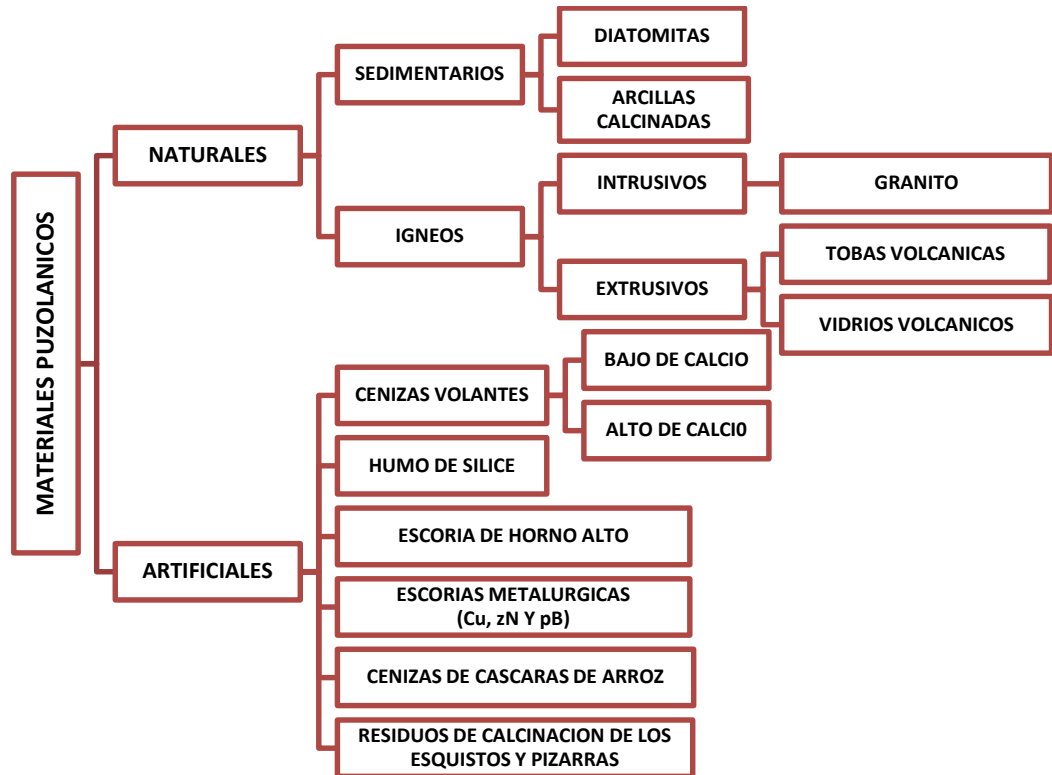 MATERIALES PUZOLANICOS
NATURALES
SEDIMENTARIOS
DIATOMITAS
ARCILLAS
CALCINADAS
IGNEOS
INTRUSIVOS
GRANITO
EXTRUSIVOS
TOBAS VOLCANICAS
VIDRIOS VOLCANICOS
ARTIFICIALES
CENIZAS VOLANTES
BAJO DE CALCIO
ALTO DE CALCI0
HUMO DE SILICE
ESCORIA DE HORNO ALTO
ESCORIAS METALURGICAS
(Cu, zN Y pB)
CENIZAS DE CASCARAS DE ARROZ
RESIDUOS DE CALCINACION DE LOS
ESQUISTOS Y PIZARRAS